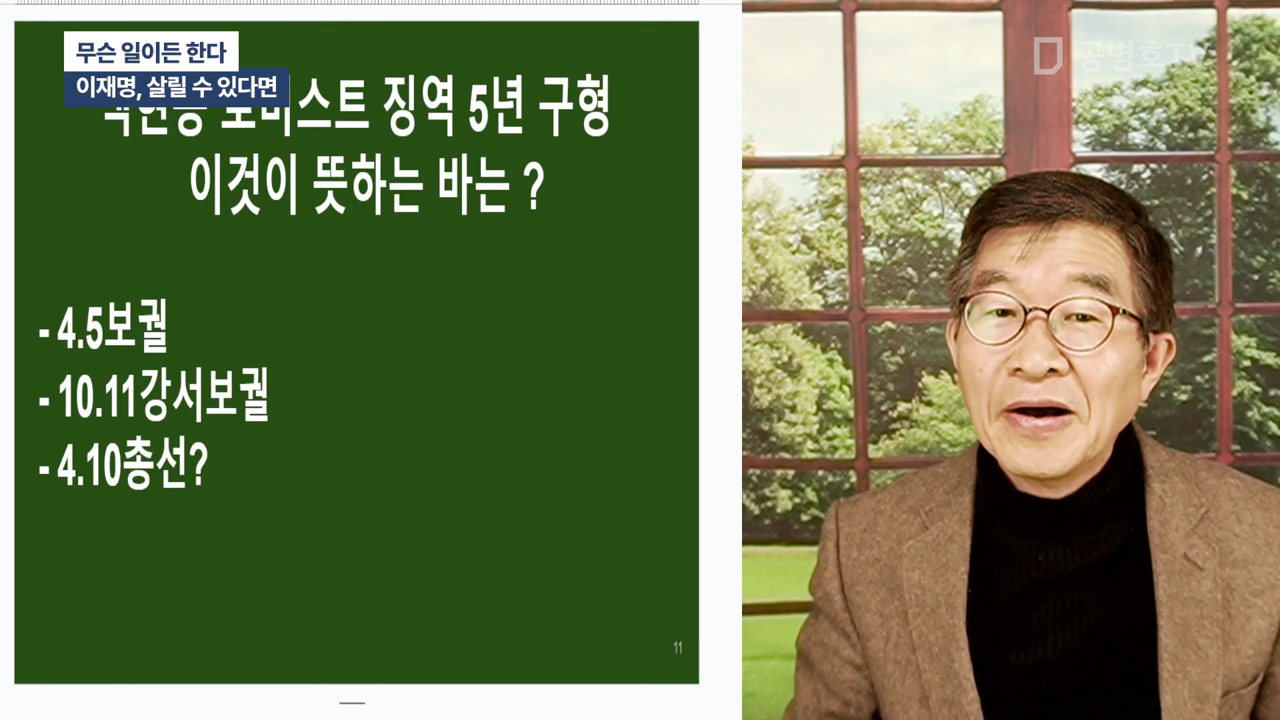 무슨 일이든 한다
이재명, 살릴 수 있다면
징역 5년 구형
이것이 뜻하는 바는 ?
- 4.5보궐
- 10.11강서보궐
- 4.10총선?
11
공병호TV